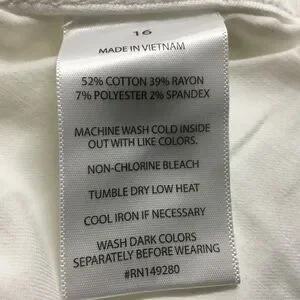 16
MADE IN VIETNAM
52% COTTON 39% RAYON
7% POLYESTER 2% SPANDEX
MACHINE WASH COLD INSIDE
OUT WITH LIKE COLORS.
NON-CHLORINE BLEACH
TUMBLE DRY LOW HEAT
COOL IRON IF NECESSARY
WASH DARK COLORS
SEPARATELY BEFORE WEARING
#RN149280